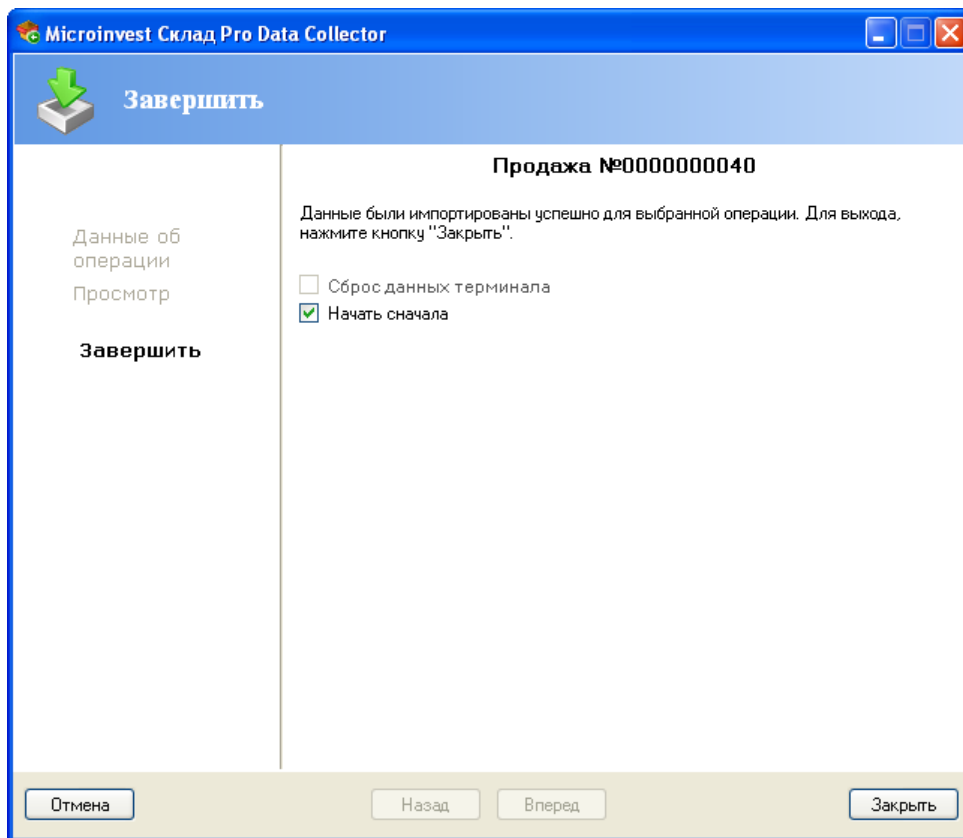 Microinvest Склад Pro Data Collector
Завершить
Данные об
операции
Просмотр
Завершить
Продажа №0000000040
Данные были импортированы успешно для выбранной операции. Для выхода,
нажмите кнопку "Закрыть".
Сброс данных терминала
Начать сначала
Отмена
Назад
Вперед
Закрыть